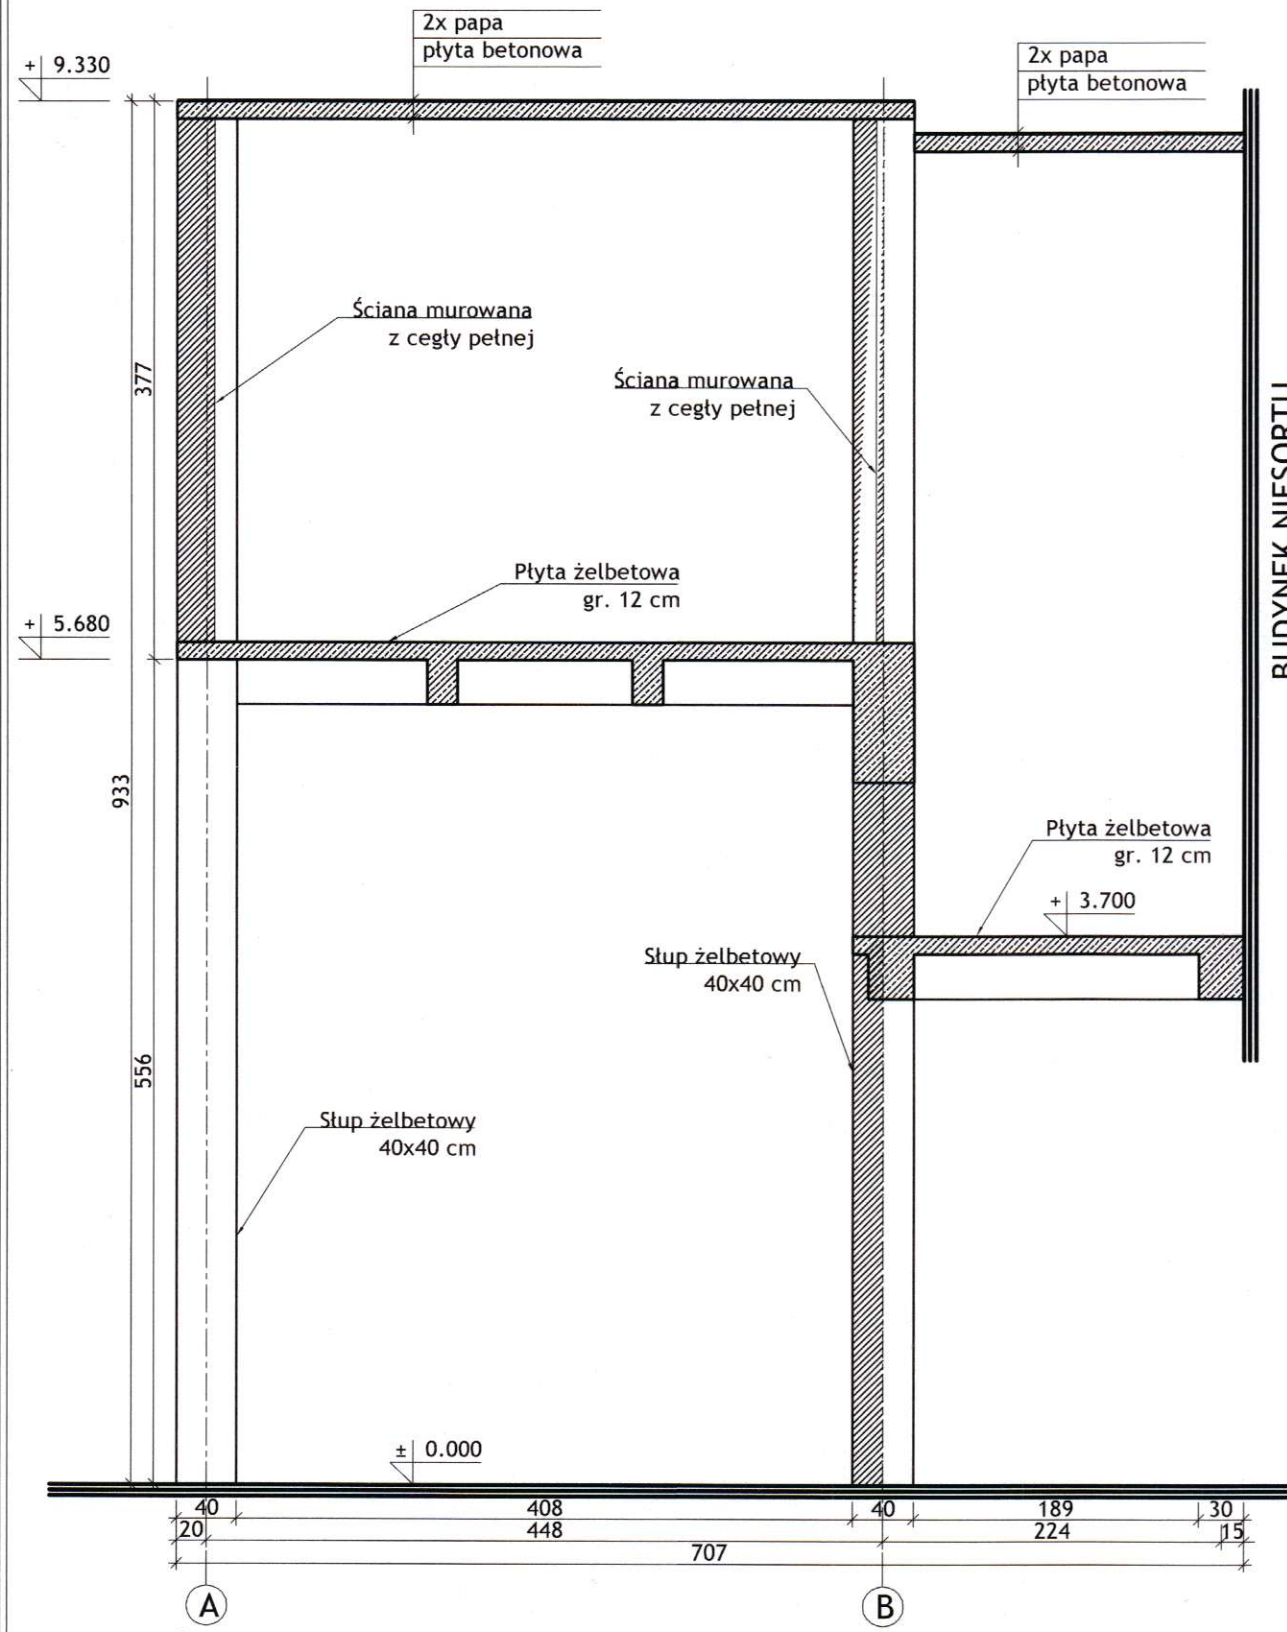 2x papa
płyta betonowa
+ 9.330
2x papa
płyta betonowa
Ściana murowana
z cegły pełnej
377
Ściana murowana
z cegły pełnej
BUDYNEK NIESORTU
Płyta żelbetowa
gr. 12 cm
+ 5.680
933
Płyta żelbetowa
gr. 12 cm
+ 3.700
Słup żelbetowy
40x40 cm
556
Słup żelbetowy
40x40 cm
± 0.000
40 408 40 189 30
20 448 224 15
707
A B